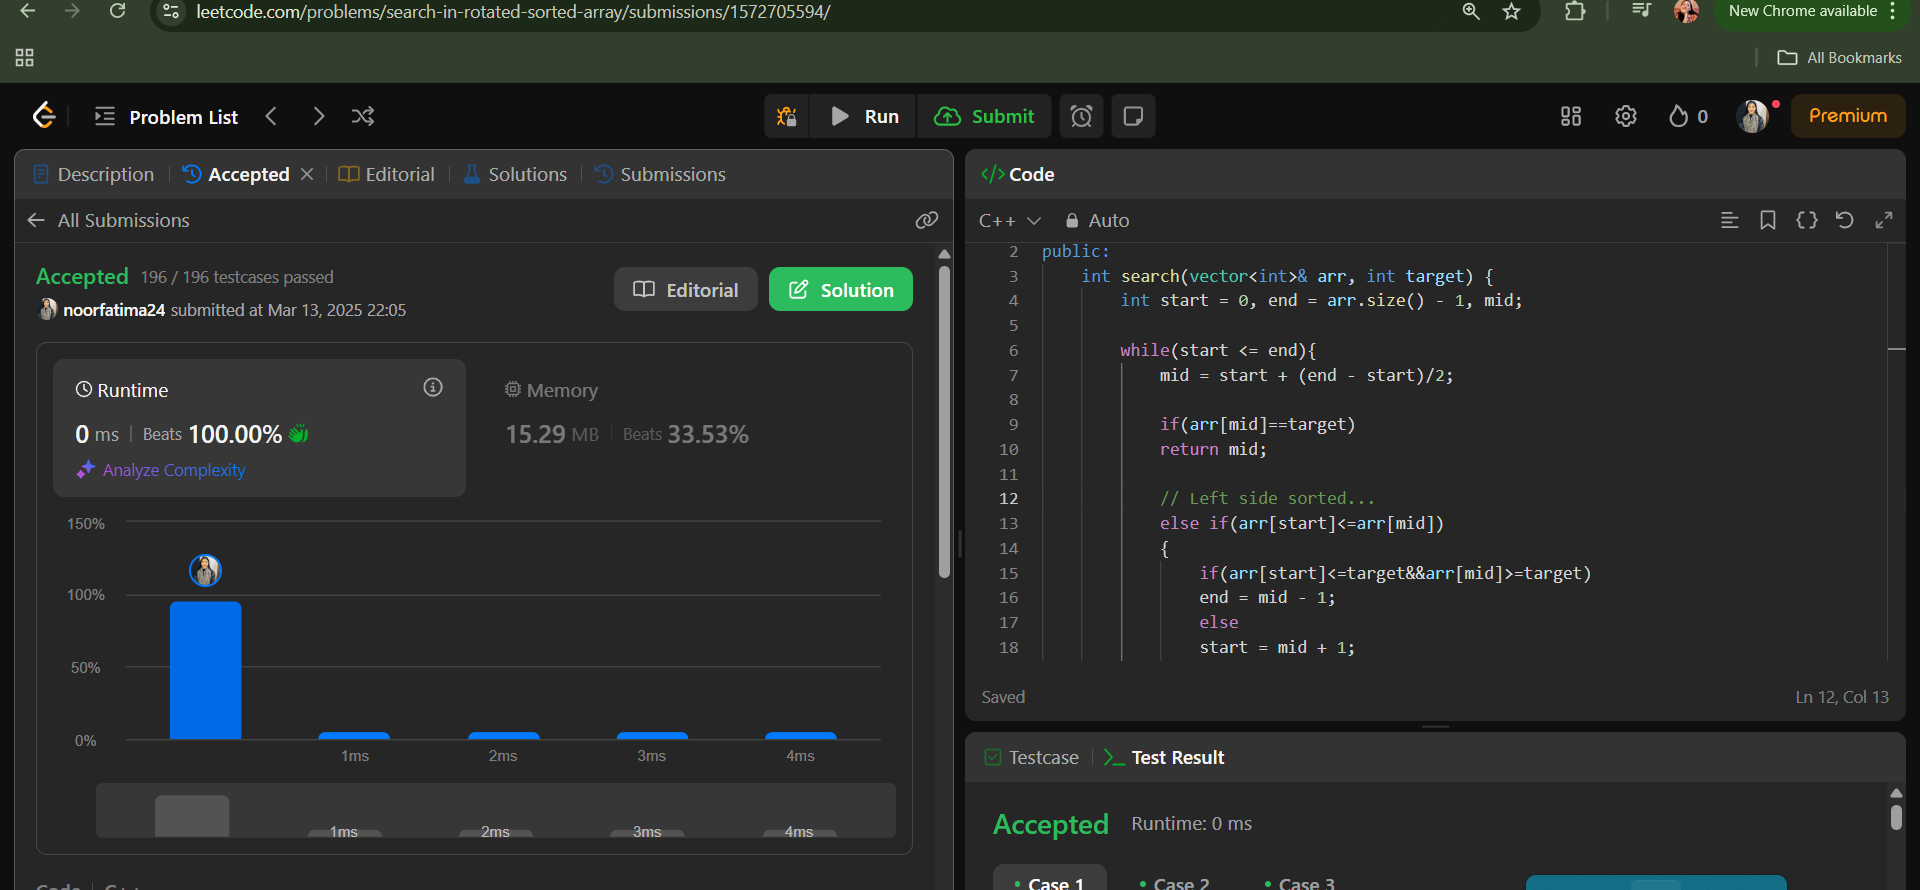 leetcode.com/problems/search-in-rotated-sorted-array/submissions/1572705594/
New Chrome available
All Bookmarks
Problem List
Run
Submit
0
Premium
Description
Accepted
Editorial
Solutions
Submissions
All Submissions
Accepted 196 / 196 testcases passed
noorfatima24 submitted at Mar 13, 2025 22:05
Editorial
Solution
Runtime
0 ms | Beats 100.00%
Analyze Complexity
Memory
15.29 MB | Beats 33.53%
150%
100%
50%
0%
1ms 2ms 3ms 4ms
1ms 2ms 3ms 4ms
Code | C++
</> Code
C++
Auto
2 public:
3 int search(vector<int>& arr, int target) {
4 int start = 0, end = arr.size() - 1, mid;
5
6 while(start <= end){
7 mid = start + (end - start)/2;
8
9 if(arr[mid]==target)
10 return mid;
11
12 // Left side sorted...
13 else if(arr[start]<=arr[mid])
14 {
15 if(arr[start]<=target&&arr[mid]>=target)
16 end = mid - 1;
17 else
18 start = mid + 1;
Saved
Ln 12, Col 13
Testcase
Test Result
Accepted Runtime: 0 ms
Case 1
Case 2
Case 3